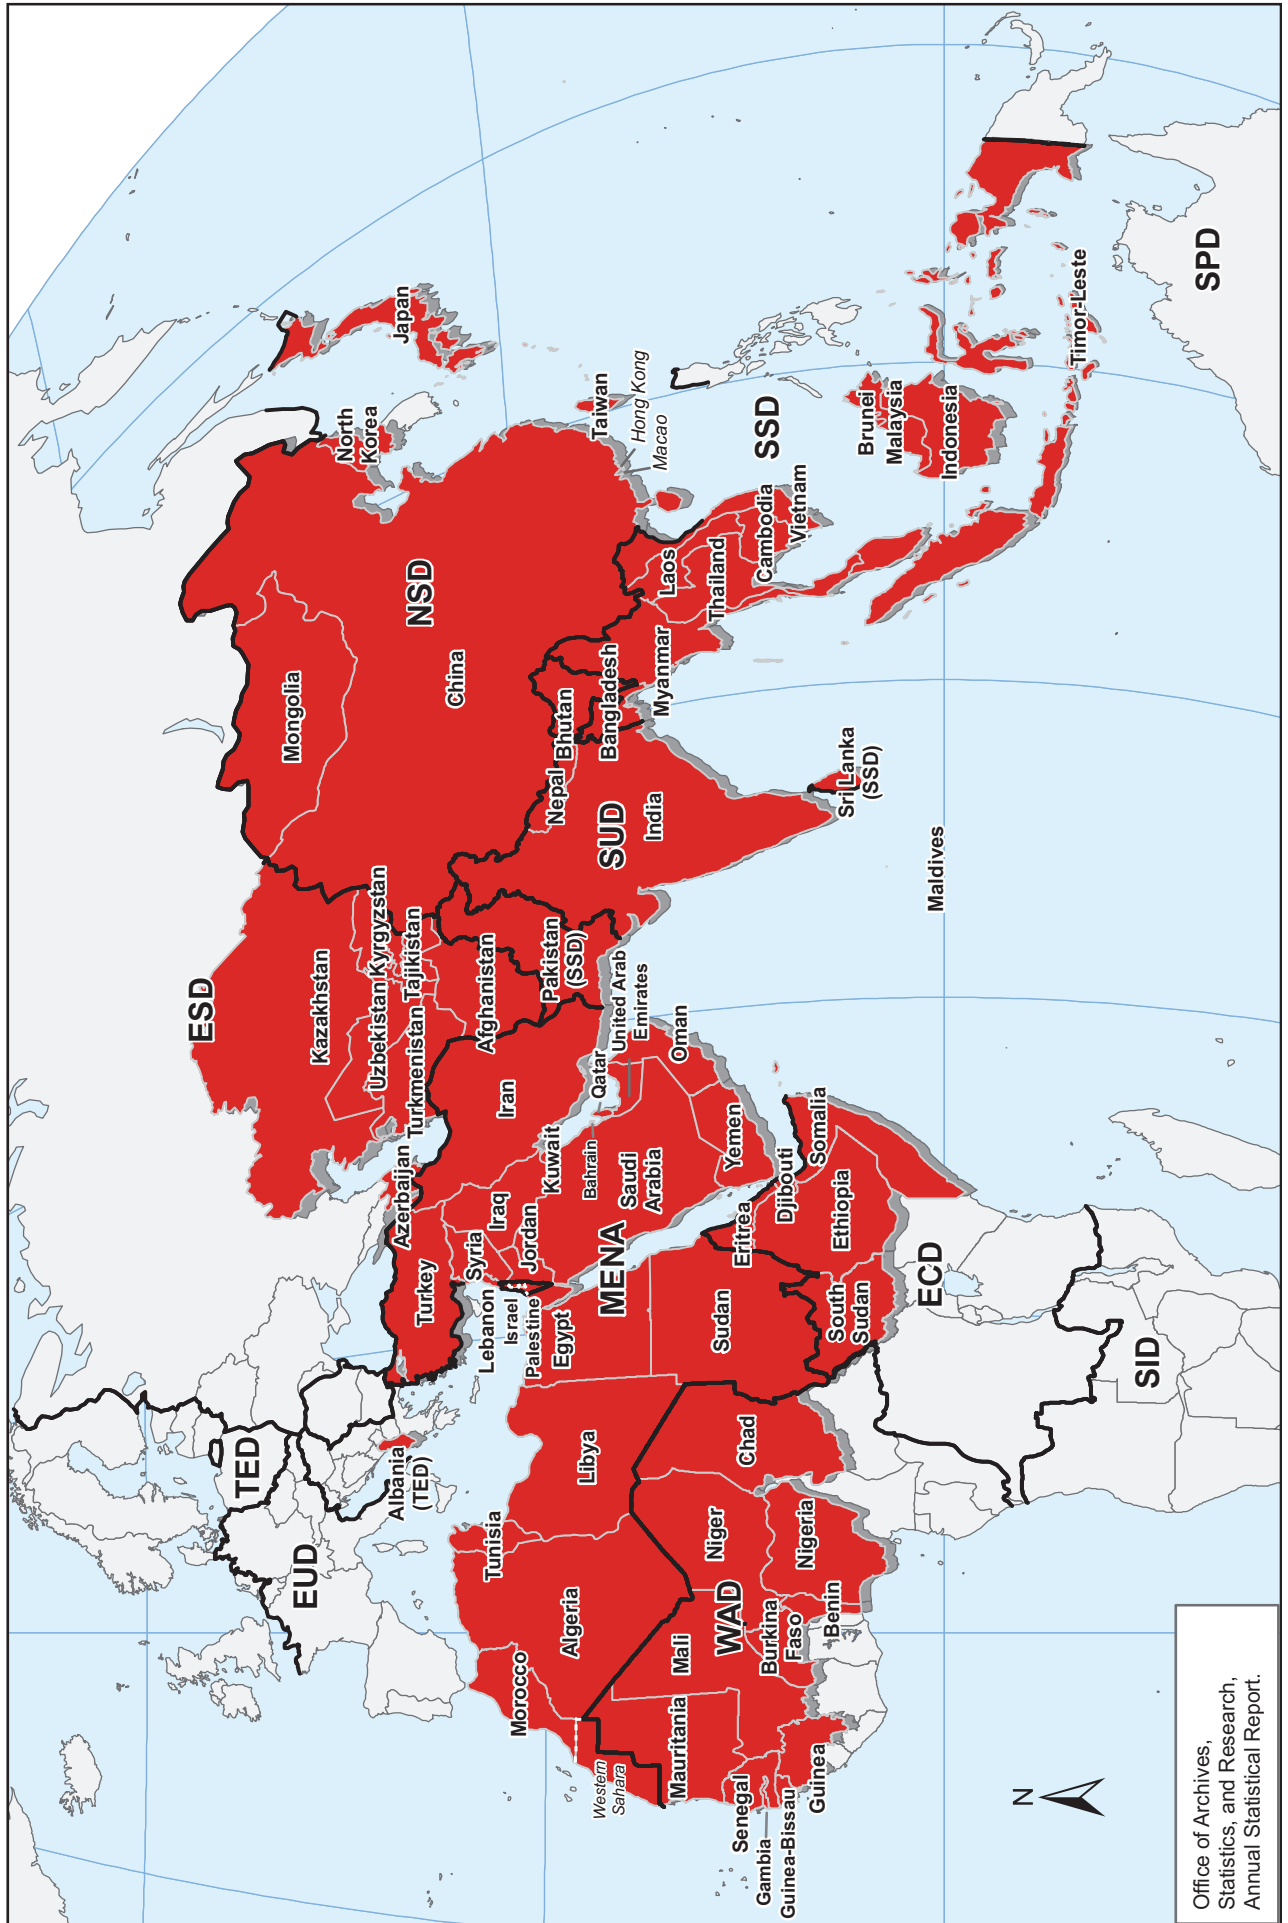 ESD
Kazakhstan
Uzbekistan
Kyrgyzstan
Turkmenistan
Tajikistan
Mongolia
NSD
China
North
Korea
Japan
Taiwan
Hong Kong
Macao
TED
EUD
Albania
(TED)
Turkey
Azerbaijan
Syria
Iraq
Iran
Afghanistan
Pakistan
(SSD)
Lebanon
Israel
Palestine
Jordan
Kuwait
Bahrain
Qatar
United Arab
Emirates
Saudi
Arabia
Oman
Yemen
MENA
Egypt
Libya
Tunisia
Algeria
Morocco
Western
Sahara
Nepal
Bhutan
Bangladesh
SUD
India
Myanmar
Laos
Thailand
Cambodia
Vietnam
SSD
Sri Lanka
(SSD)
Maldives
Brunei
Malaysia
Indonesia
Timor-Leste
SPD
Mauritania
Mali
Niger
Chad
Sudan
Eritrea
Djibouti
Somalia
Ethiopia
South
Sudan
ECD
SID
WAD
Senegal
Gambia
Guinea-Bissau
Guinea
Burkina
Faso
Benin
Nigeria
N
Office of Archives,
Statistics, and Research,
Annual Statistical Report.